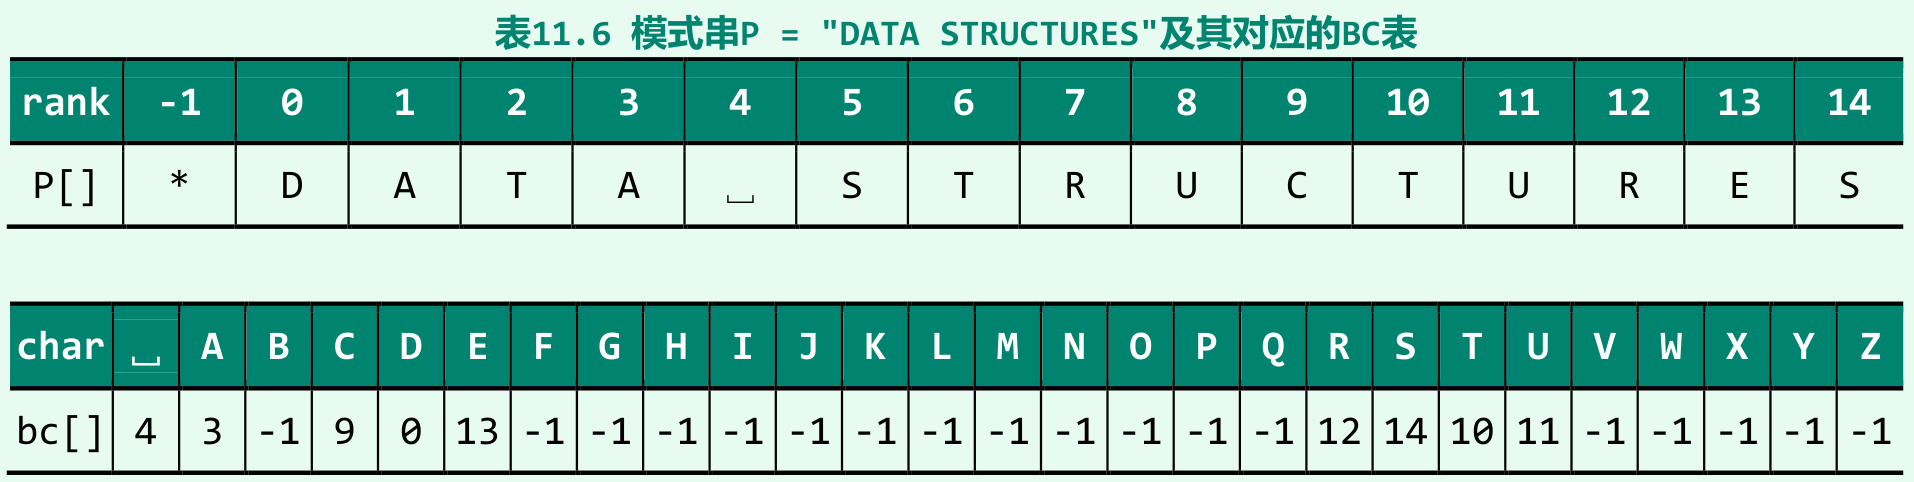 表11.6 模式串P = "DATA STRUCTURES"及其对应的BC表
rank -1 0 1 2 3 4 5 6 7 8 9 10 11 12 13 14
P[] * D A T A ␣ S T R U C T U R E S
char ␣ A B C D E F G H I J K L M N O P Q R S T U V W X Y Z
bc[] 4 3 -1 9 0 13 -1 -1 -1 -1 -1 -1 -1 -1 -1 -1 -1 -1 12 14 10 11 -1 -1 -1 -1 -1